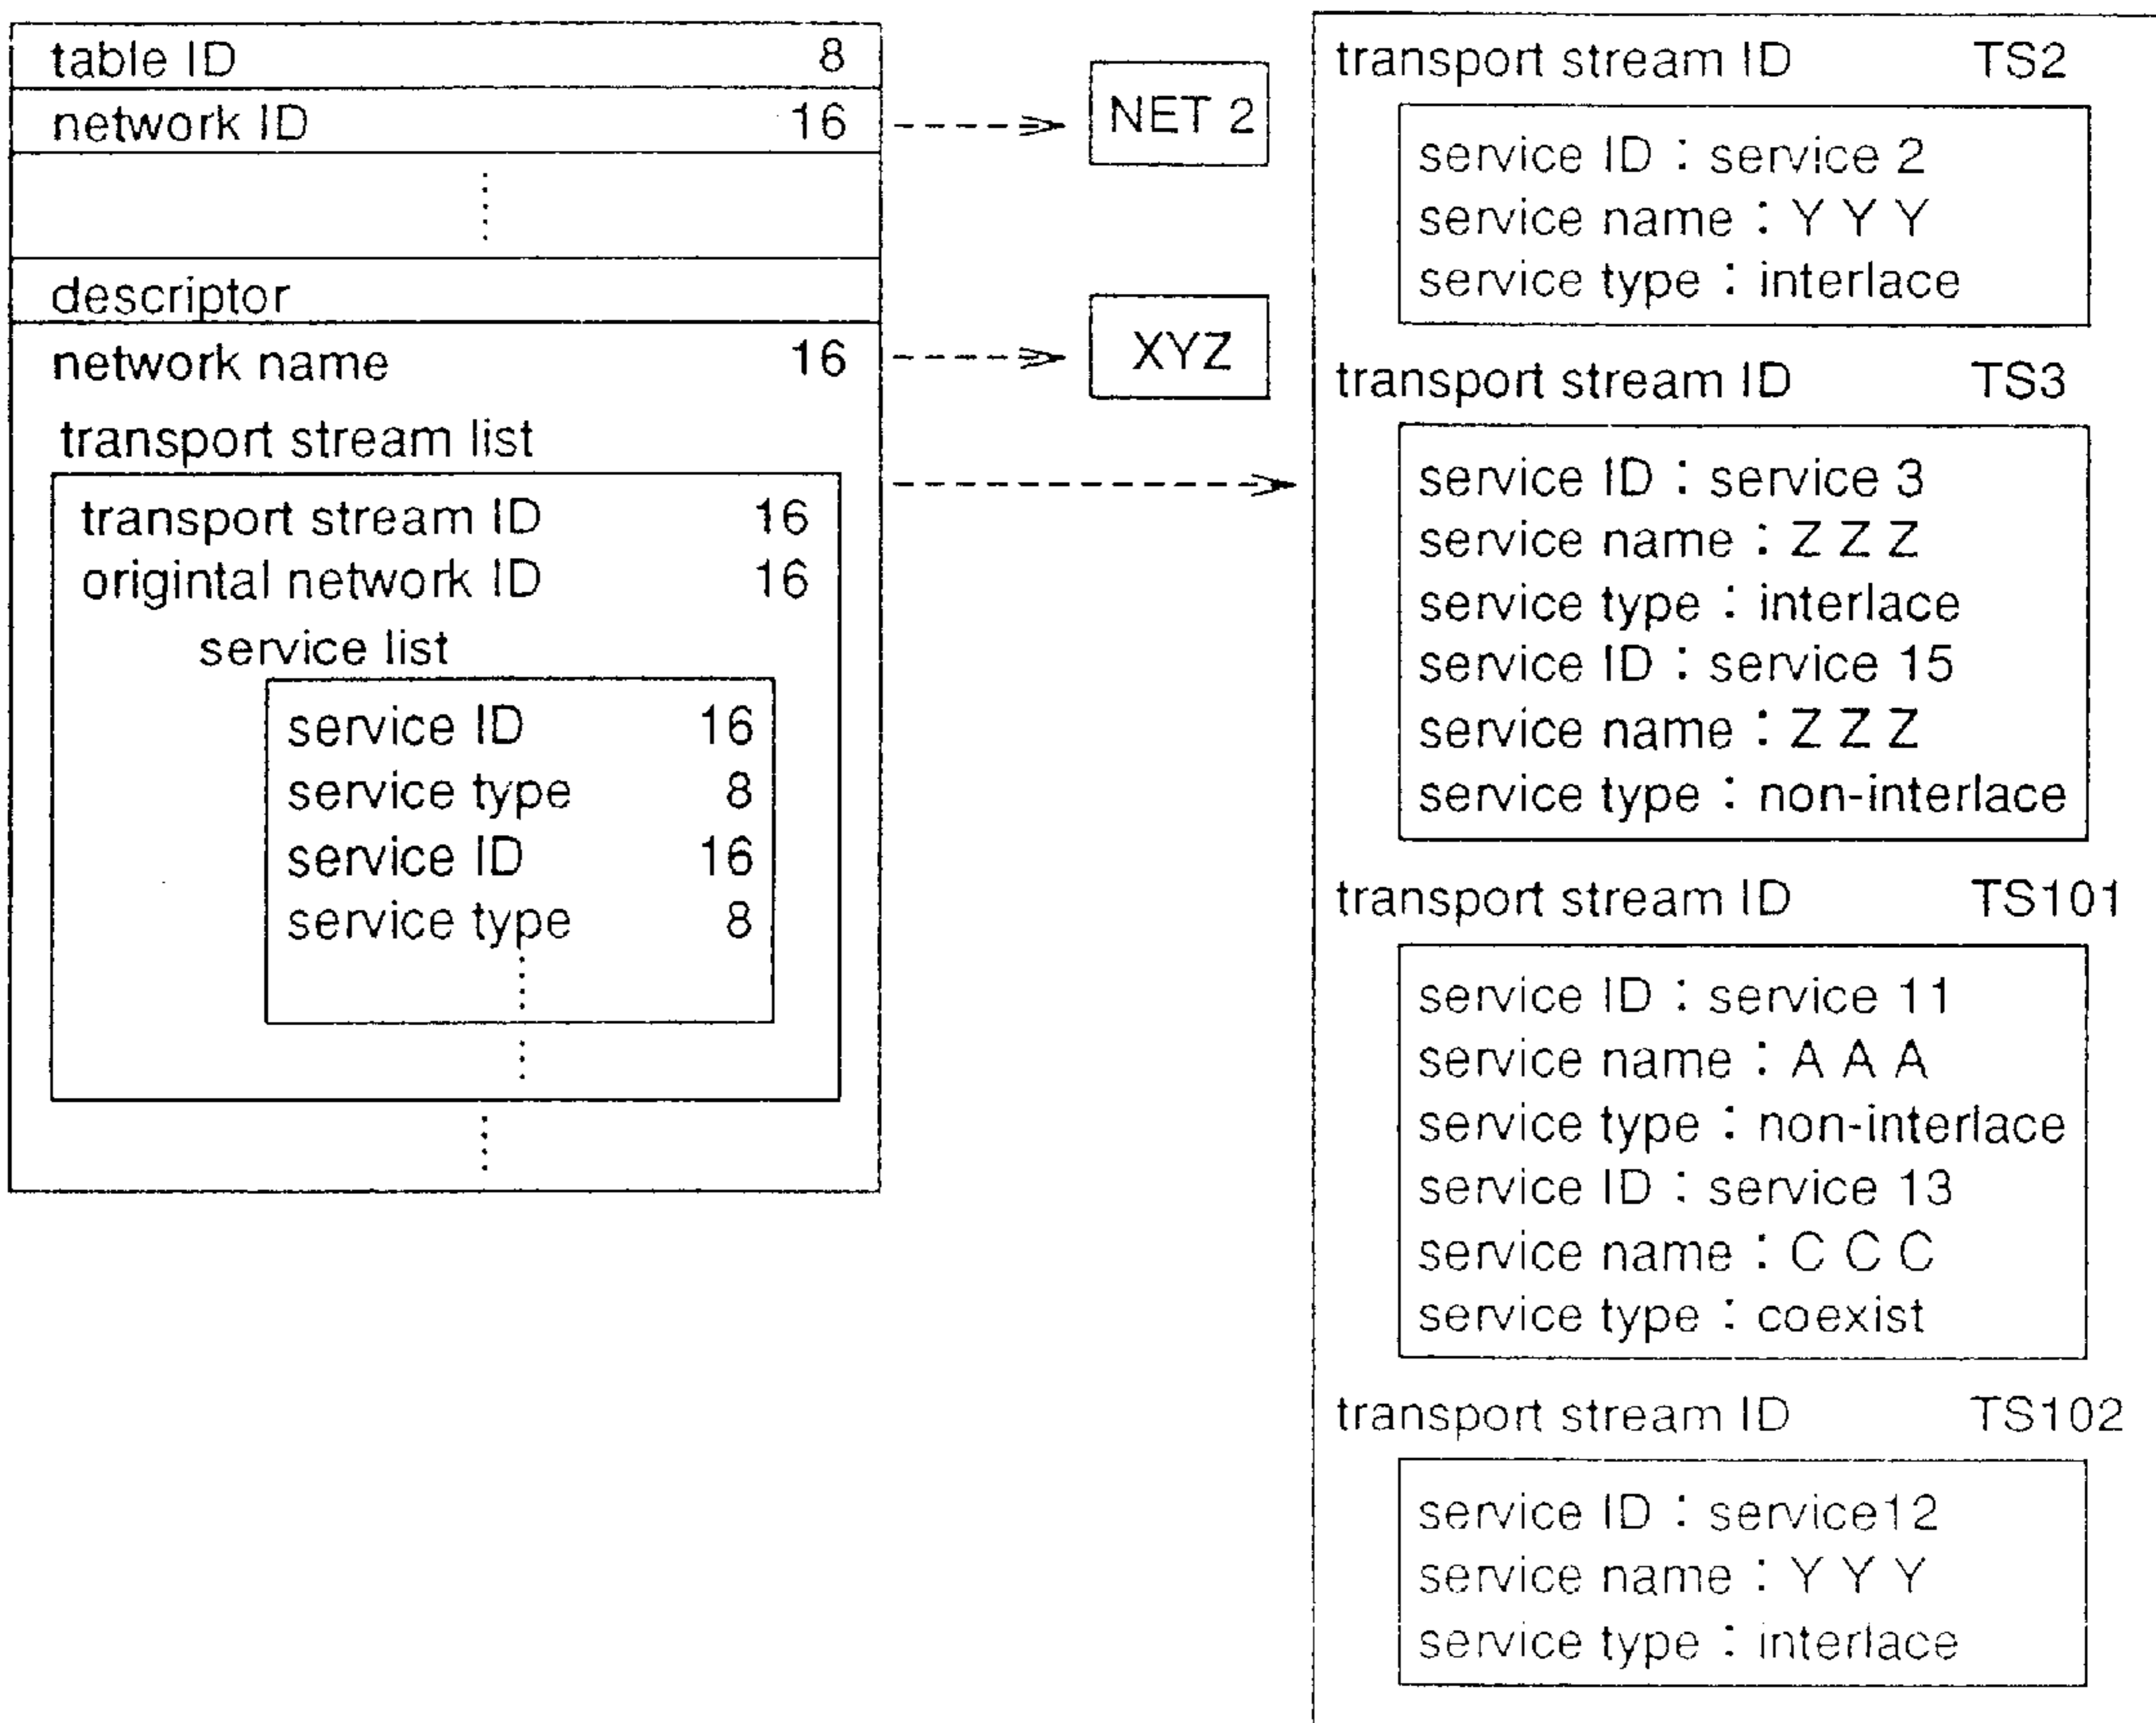 table ID 8
network ID 16
descriptor
network name 16
transport stream list
transport stream ID 16
origintal network ID 16
service list
service ID 16
service type 8
service ID 16
service type 8
NET 2
XYZ
transport stream ID TS2
service ID : service 2
service name : Y Y Y
service type : interlace
transport stream ID TS3
service ID : service 3
service name : Z Z Z
service type : interlace
service ID : service 15
service name : Z Z Z
service type : non-interlace
transport stream ID TS101
service ID : service 11
service name : A A A
service type : non-interlace
service ID : service 13
service name : C C C
service type : coexist
transport stream ID TS102
service ID : service12
service name : Y Y Y
service type : interlace